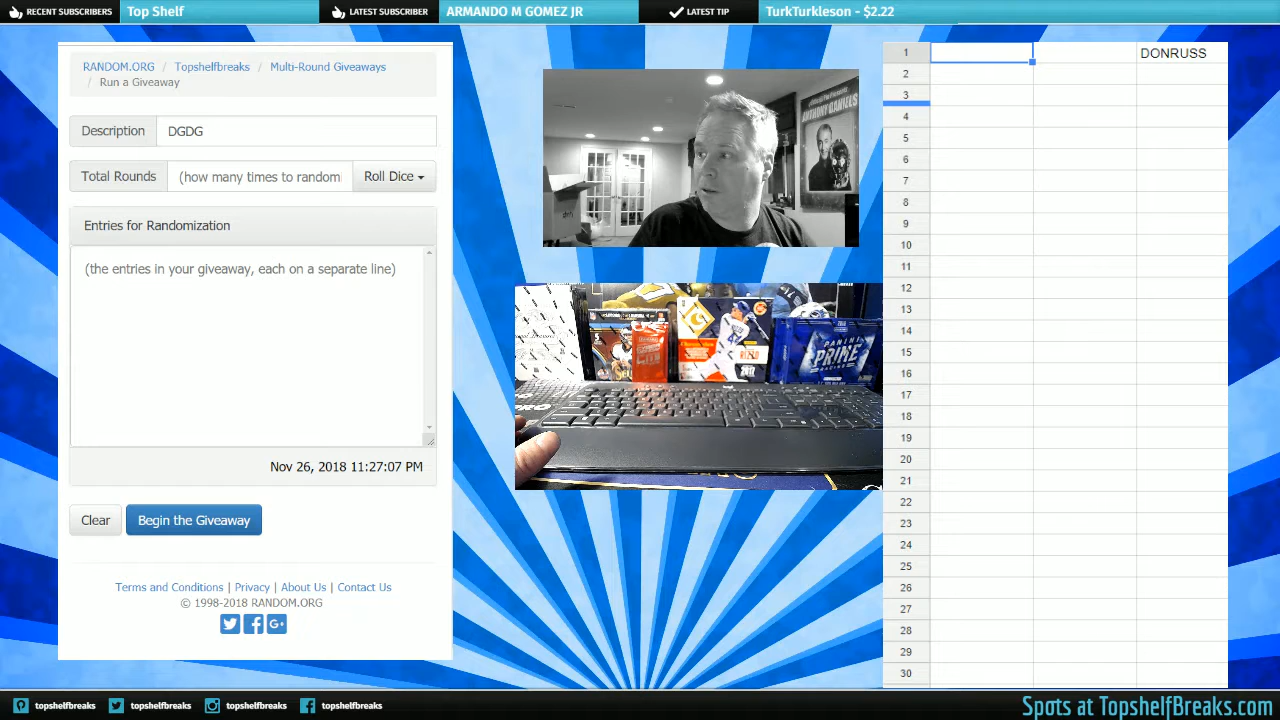 RECENT SUBSCRIBERS
Top Shelf
LATEST SUBSCRIBER
ARMANDO M GOMEZ JR
LATEST TIP
TurkTurkleson - $2.22
RANDOM.ORG / Topshelfbreaks / Multi-Round Giveaways
/ Run a Giveaway
Description DGDG
Total Rounds (how many times to randomi Roll Dice
Entries for Randomization
(the entries in your giveaway, each on a separate line)
Nov 26, 2018 11:27:07 PM
Clear Begin the Giveaway
Terms and Conditions | Privacy | About Us | Contact Us
© 1998-2018 RANDOM.ORG
ANTHONY DANIELS
PANINI
PRIME
RACING
1 DONRUSS
2
3
4
5
6
7
8
9
10
11
12
13
14
15
16
17
18
19
20
21
22
23
24
25
26
27
28
29
30
topshelfbreaks
topshelfbreaks
topshelfbreaks
topshelfbreaks
Spots at TopshelfBreaks.com